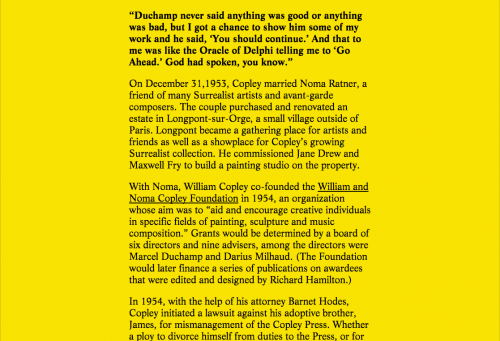 “Duchamp never said anything was good or anything
was bad, but I got a chance to show him some of my
work and he said, ‘You should continue.’ And that to
me was like the Oracle of Delphi telling me to ‘Go
Ahead.’ God had spoken, you know.”
On December 31,1953, Copley married Noma Ratner, a
friend of many Surrealist artists and avant-garde
composers. The couple purchased and renovated an
estate in Longpont-sur-Orge, a small village outside of
Paris. Longpont became a gathering place for artists and
friends as well as a showplace for Copley’s growing
Surrealist collection. He commissioned Jane Drew and
Maxwell Fry to build a painting studio on the property.
With Noma, William Copley co-founded the William and
Noma Copley Foundation in 1954, an organization
whose aim was to “aid and encourage creative individuals
in specific fields of painting, sculpture and music
composition.” Grants would be determined by a board of
six directors and nine advisers, among the directors were
Marcel Duchamp and Darius Milhaud. (The Foundation
would later finance a series of publications on awardees
that were edited and designed by Richard Hamilton.)
In 1954, with the help of his attorney Barnet Hodes,
Copley initiated a lawsuit against his adoptive brother,
James, for mismanagement of the Copley Press. Whether
a ploy to divorce himself from duties to the Press, or for